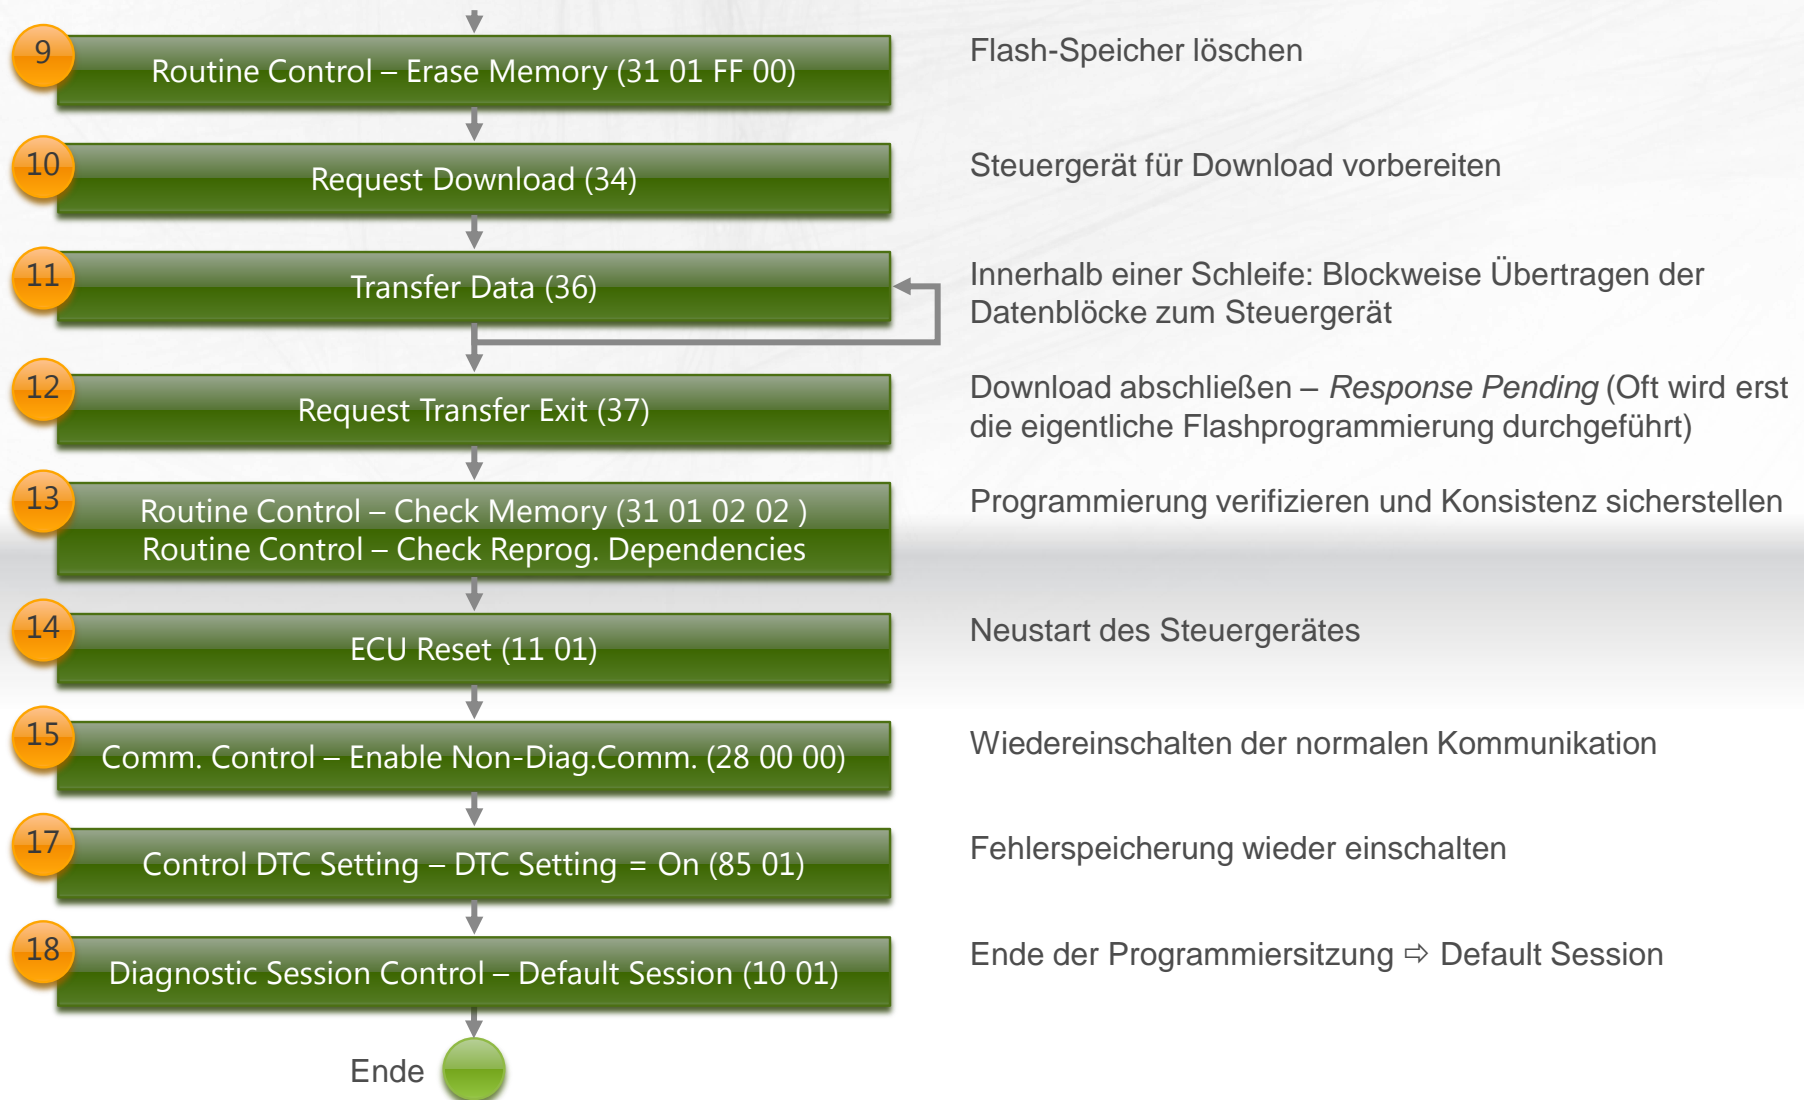 9
Routine Control – Erase Memory (31 01 FF 00)
Flash-Speicher löschen
10
Request Download (34)
Steuergerät für Download vorbereiten
11
Transfer Data (36)
Innerhalb einer Schleife: Blockweise Übertragen der
Datenblöcke zum Steuergerät
12
Request Transfer Exit (37)
Download abschließen – Response Pending (Oft wird erst
die eigentliche Flashprogrammierung durchgeführt)
13
Routine Control – Check Memory (31 01 02 02 )
Routine Control – Check Reprog. Dependencies
Programmierung verifizieren und Konsistenz sicherstellen
14
ECU Reset (11 01)
Neustart des Steuergerätes
15
Comm. Control – Enable Non-Diag.Comm. (28 00 00)
Wiedereinschalten der normalen Kommunikation
17
Control DTC Setting – DTC Setting = On (85 01)
Fehlerspeicherung wieder einschalten
18
Diagnostic Session Control – Default Session (10 01)
Ende der Programmiersitzung ⇨ Default Session
Ende